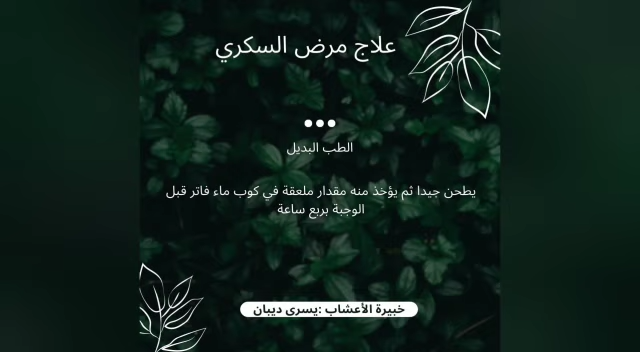 علاج مرض السكري
الطب البديل
يطحن جيدا ثم يؤخذ منه مقدار ملعقة في كوب ماء فاتر قبل
الوجبة بربع ساعة
خبيرة الأعشاب :يسرى ديبان